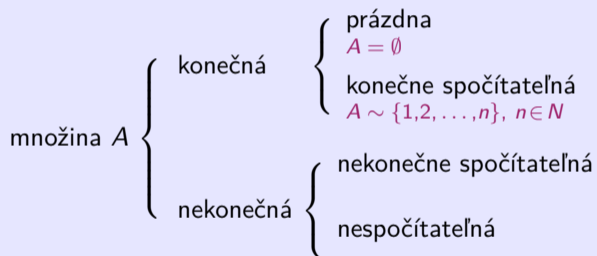 prázdna
A = ∅
konečná
konečne spočítateľná
A ∼ {1,2, . . . ,n}, n∈N
množina A
nekonečne spočítateľná
nekonečná
nespočítateľná